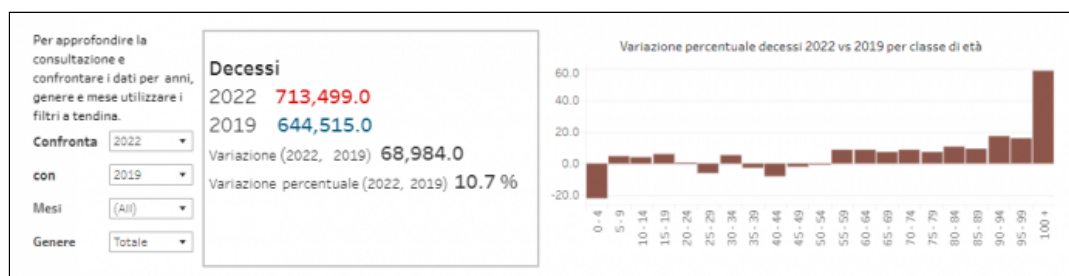 Per approfondire la
consultazione e
confrontare i dati per anni,
genere e mese utilizzare i
filtri a tendina.
Confronta 2022
con 2019
Mesi (All)
Genere Totale
Decessi
2022 713,499.0
2019 644,515.0
Variazione (2022, 2019) 68,984.0
Variazione percentuale (2022, 2019) 10.7 %
Variazione percentuale decessi 2022 vs 2019 per classe di età
60.0
40.0
20.0
0.0
-20.0
0 - 4
5 - 9
10 - 14
15 - 19
20 - 24
25 - 29
30 - 34
35 - 39
40 - 44
45 - 49
50 - 54
55 - 59
60 - 64
65 - 69
70 - 74
75 - 79
80 - 84
85 - 89
90 - 94
95 - 99
100 +